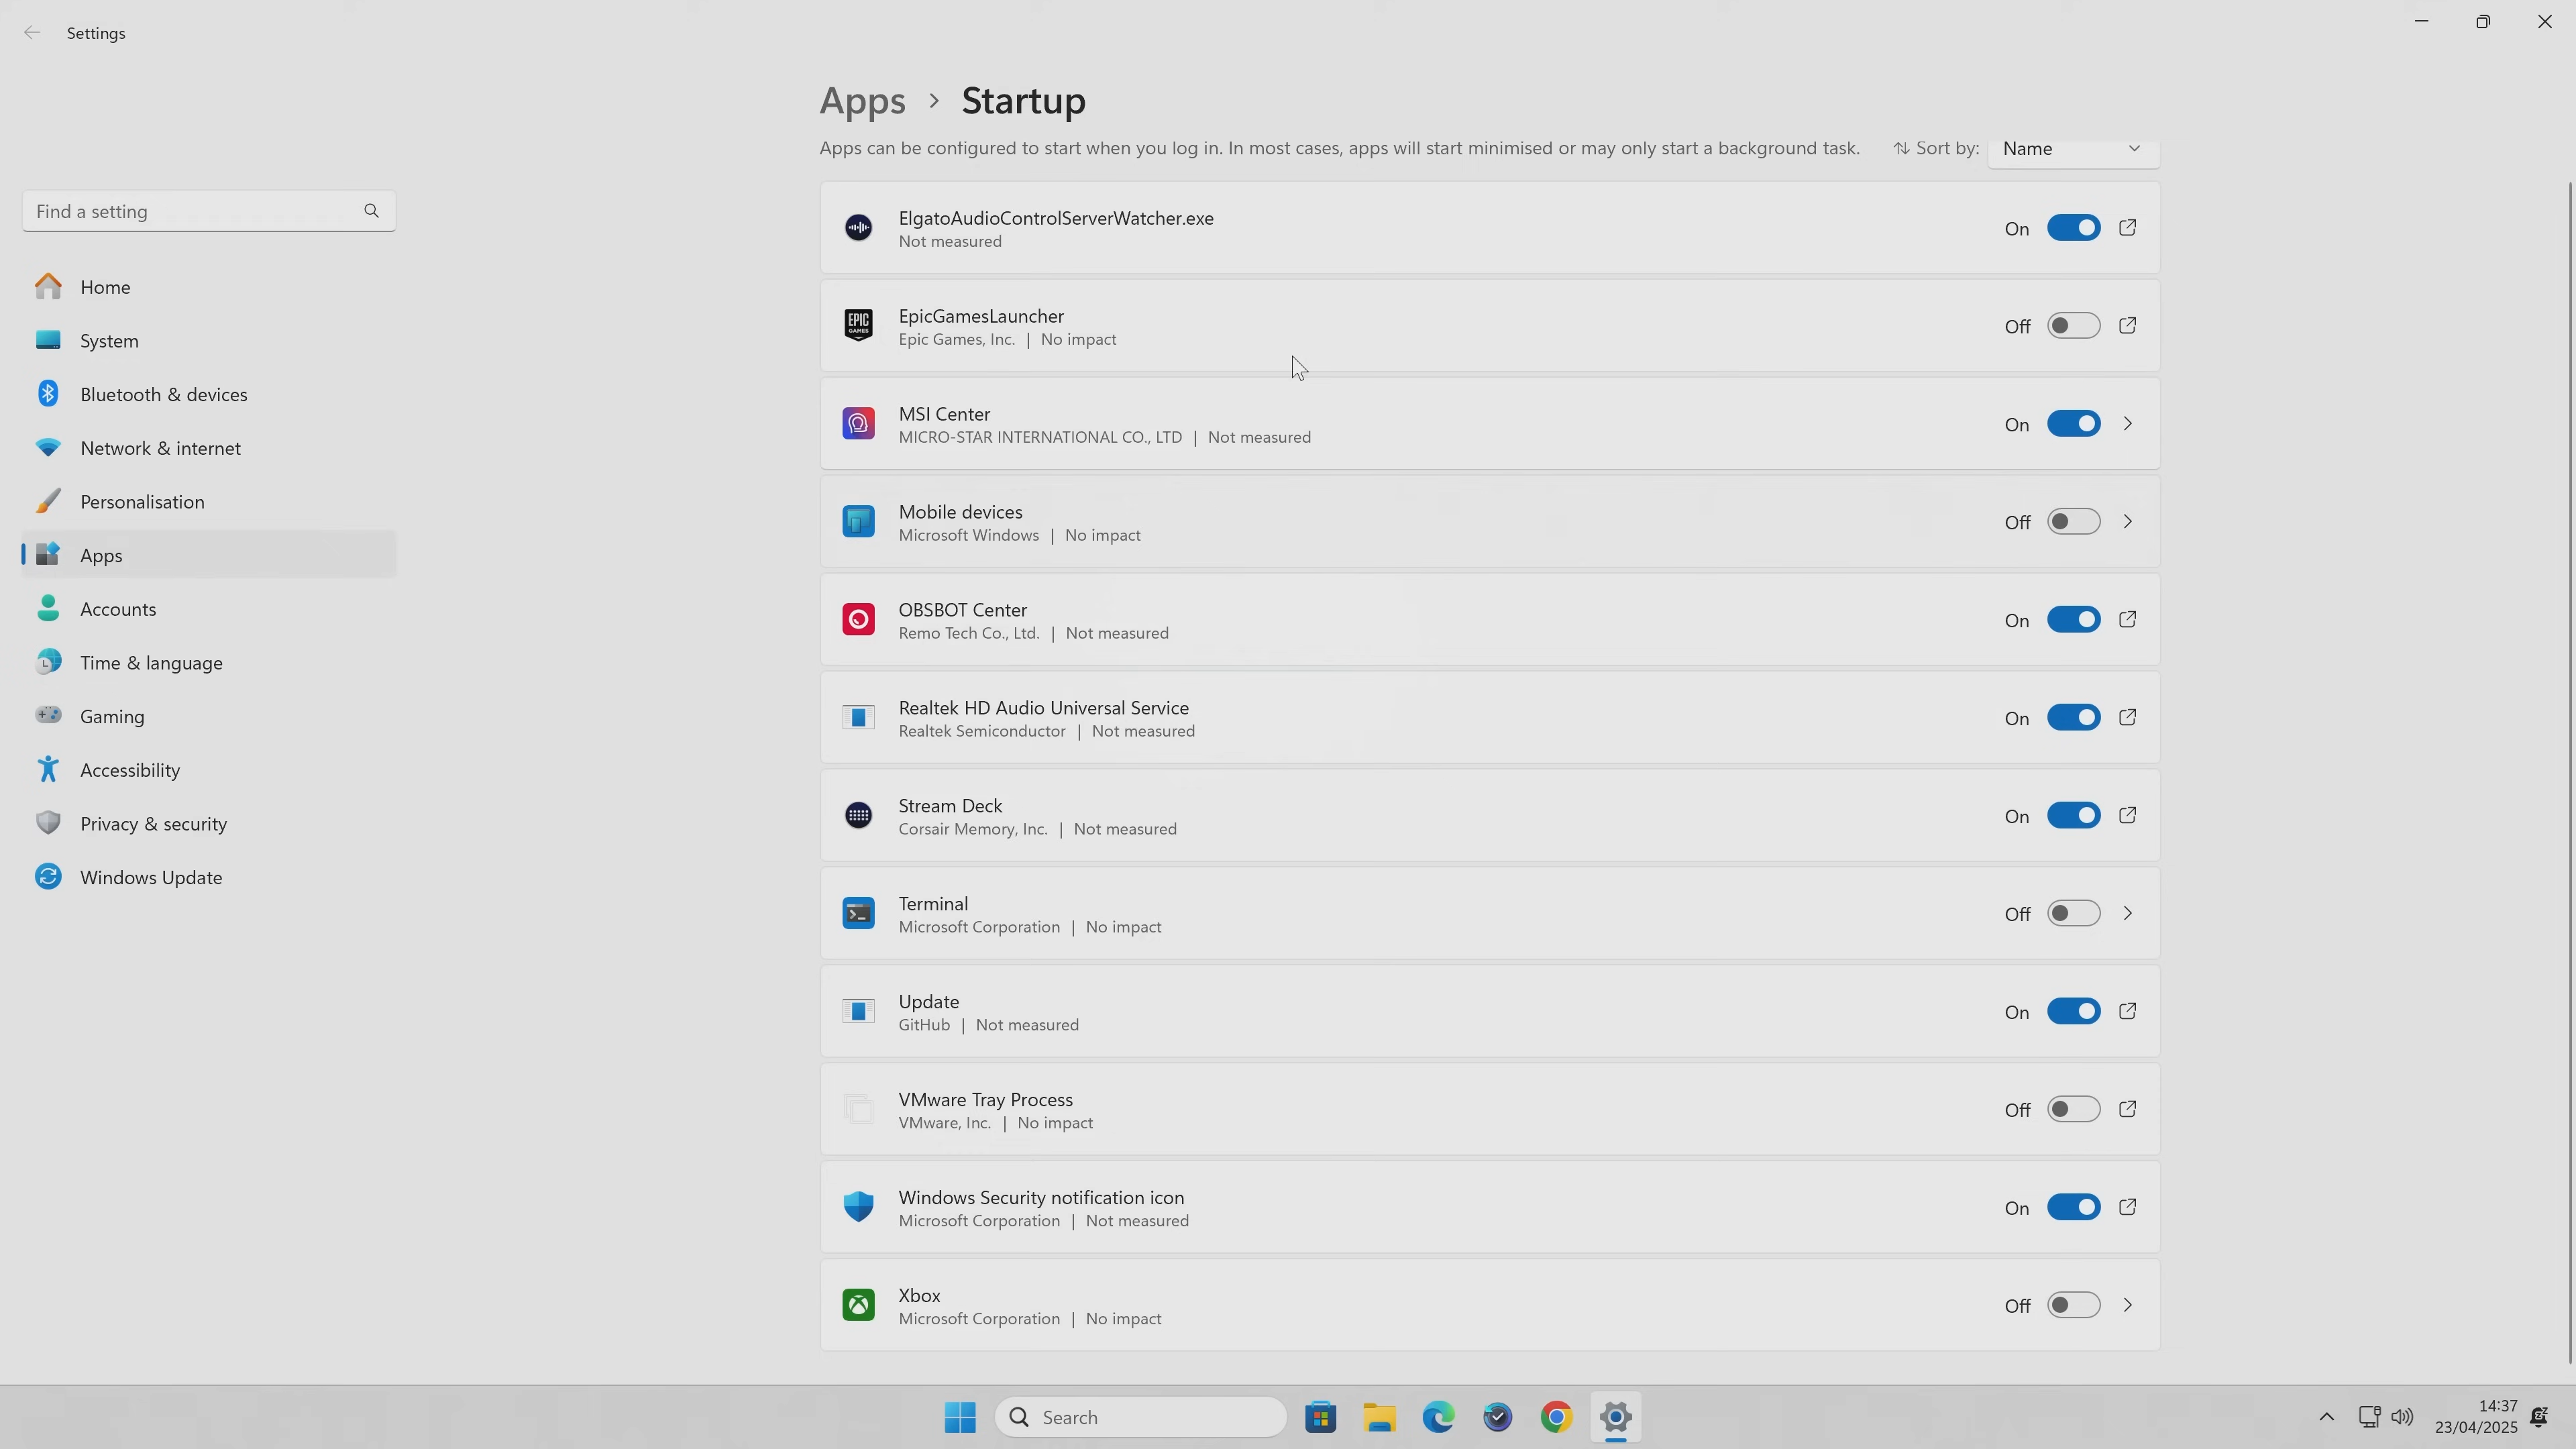 Settings
Apps > Startup
Apps can be configured to start when you log in. In most cases, apps will start minimised or may only start a background task.
Sort by: Name
Find a setting
Home
System
Bluetooth & devices
Network & internet
Personalisation
Apps
Accounts
Time & language
Gaming
Accessibility
Privacy & security
Windows Update
ElgatoAudioControlServerWatcher.exe
Not measured
On
EPIC GAMES
EpicGamesLauncher
Epic Games, Inc. | No impact
Off
MSI Center
MICRO-STAR INTERNATIONAL CO., LTD | Not measured
On
Mobile devices
Microsoft Windows | No impact
Off
OBSBOT Center
Remo Tech Co., Ltd. | Not measured
On
Realtek HD Audio Universal Service
Realtek Semiconductor | Not measured
On
Stream Deck
Corsair Memory, Inc. | Not measured
On
Terminal
Microsoft Corporation | No impact
Off
Update
GitHub | Not measured
On
VMware Tray Process
VMware, Inc. | No impact
Off
Windows Security notification icon
Microsoft Corporation | Not measured
On
Xbox
Microsoft Corporation | No impact
Off
Search
14:37
23/04/2025